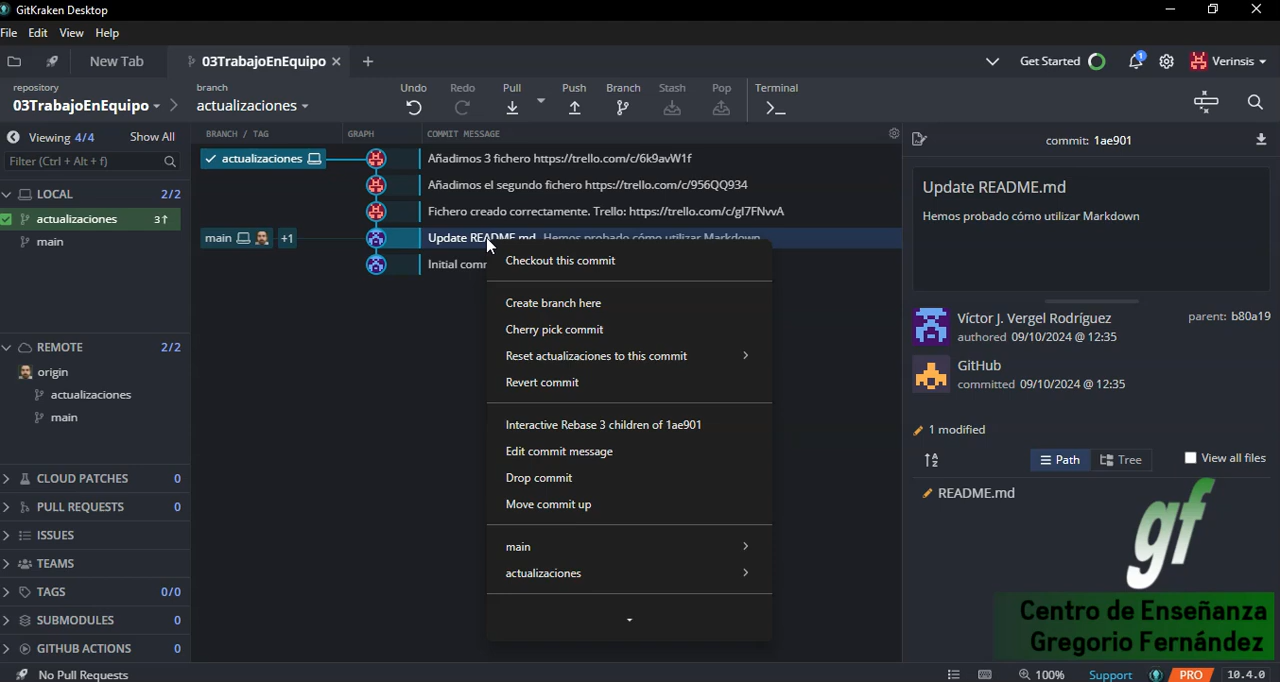 GitKraken Desktop
File Edit View Help
New Tab
03TrabajoEnEquipo
Get Started
1
Verinsis
repository
03TrabajoEnEquipo
branch
actualizaciones
Undo
Redo
Pull
Push
Branch
Stash
Pop
Terminal
Viewing 4/4 Show All
Filter (Ctrl + Alt + f)
LOCAL 2/2
actualizaciones 3↑
main
REMOTE 2/2
origin
actualizaciones
main
CLOUD PATCHES 0
PULL REQUESTS 0
ISSUES
TEAMS
TAGS 0/0
SUBMODULES 0
GITHUB ACTIONS 0
BRANCH / TAG GRAPH COMMIT MESSAGE
actualizaciones Añadimos 3 fichero https://trello.com/c/6k9avW1f
Añadimos el segundo fichero https://trello.com/c/956QQ934
Fichero creado correctamente. Trello: https://trello.com/c/gl7FNvvA
main +1 Update README.md Hemos probado cómo utilizar Markdown
Initial comm
Checkout this commit
Create branch here
Cherry pick commit
Reset actualizaciones to this commit
Revert commit
Interactive Rebase 3 children of 1ae901
Edit commit message
Drop commit
Move commit up
main
actualizaciones
commit: 1ae901
Update README.md
Hemos probado cómo utilizar Markdown
Víctor J. Vergel Rodríguez
authored 09/10/2024 @ 12:35
parent: b80a19
GitHub
committed 09/10/2024 @ 12:35
1 modified
Path Tree View all files
README.md
gf
Centro de Enseñanza
Gregorio Fernández
No Pull Requests
100% Support PRO 10.4.0